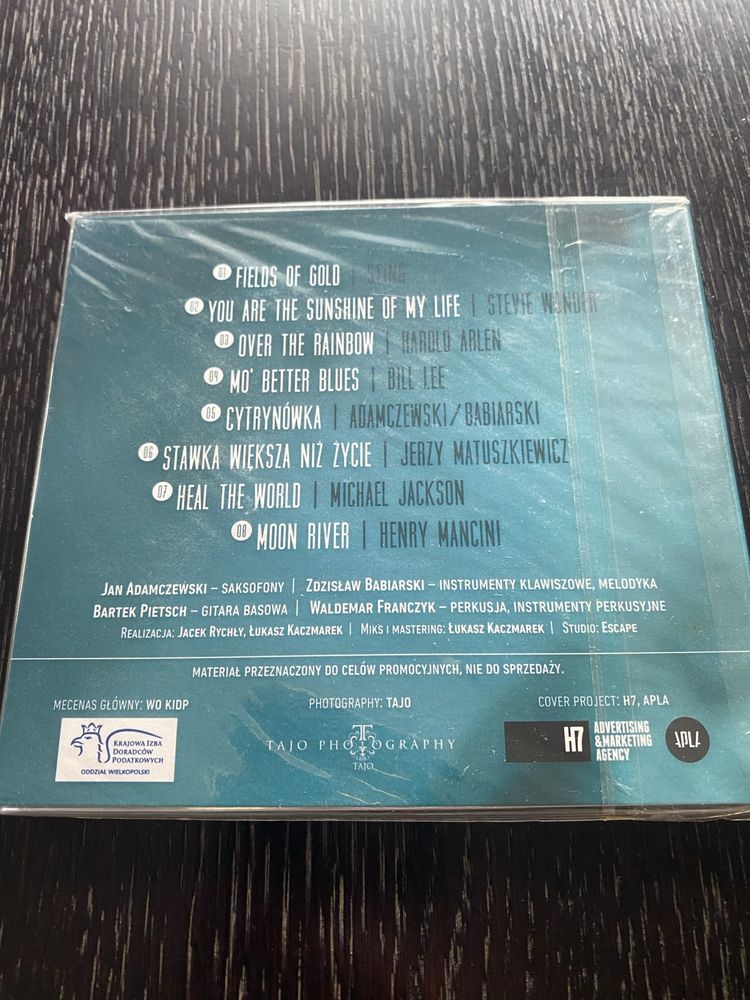 01 FIELDS OF GOLD | STING
02 YOU ARE THE SUNSHINE OF MY LIFE | STEVIE WONDER
03 OVER THE RAINBOW | HAROLD ARLEN
04 MO' BETTER BLUES | BILL LEE
05 CYTRYNÓWKA | ADAMCZEWSKI/BABIARSKI
06 STAWKA WIĘKSZA NIŻ ŻYCIE | JERZY MATUSZKIEWICZ
07 HEAL THE WORLD | MICHAEL JACKSON
08 MOON RIVER | HENRY MANCINI
JAN ADAMCZEWSKI – SAKSOFONY | ZDZISŁAW BABIARSKI – INSTRUMENTY KLAWISZOWE, MELODYKA
BARTEK PIETSCH – GITARA BASOWA | WALDEMAR FRANCZYK – PERKUSJA, INSTRUMENTY PERKUSYJNE
REALIZACJA: JACEK RYCHŁY, ŁUKASZ KACZMAREK | MIKS I MASTERING: ŁUKASZ KACZMAREK | STUDIO: ESCAPE
MATERIAŁ PRZEZNACZONY DO CELÓW PROMOCYJNYCH, NIE DO SPRZEDAŻY.
MECENAS GŁÓWNY: WO KIDP
PHOTOGRAPHY: TAJO
COVER PROJECT: H7, APLA
KRAJOWA IZBA
DORADCÓW
PODATKOWYCH
ODDZIAŁ WIELKOPOLSKI
TAJO PHOTOGRAPHY
TAJO
H7
ADVERTISING
& MARKETING
AGENCY
APLA